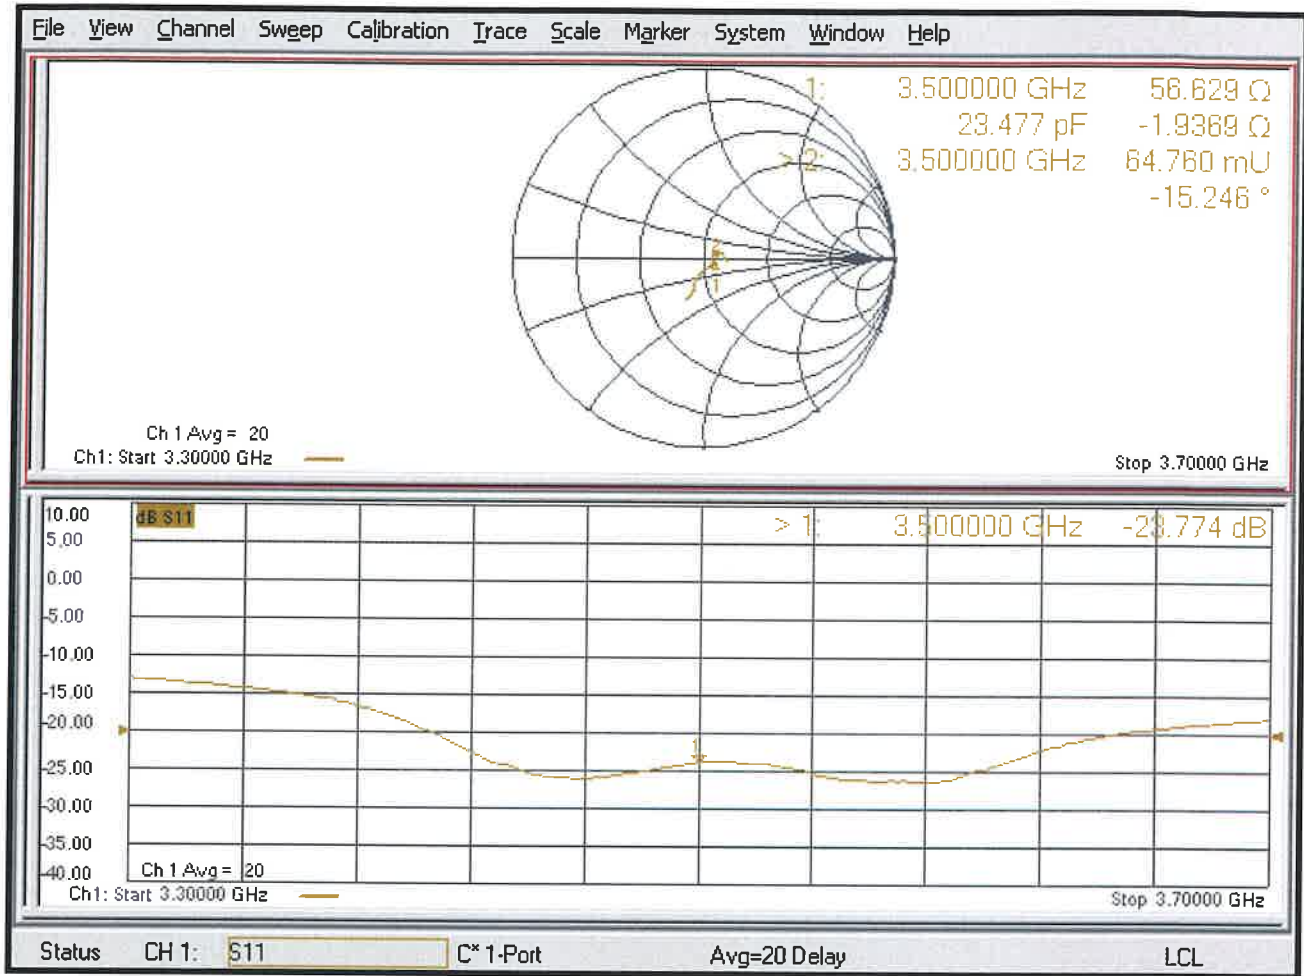 File View Channel Sweep Calibration Trace Scale Marker System Window Help
1: 3.500000 GHz 56.629 Ω
23.477 pF -1.9369 Ω
> 2: 3.500000 GHz 64.760 mU
-15.246 °
2
1
Ch 1 Avg = 20
Ch1: Start 3.30000 GHz
Stop 3.70000 GHz
10.00
dB S11
> 1: 3.500000 GHz -23.774 dB
5.00
0.00
-5.00
-10.00
-15.00
-20.00
1
-25.00
-30.00
-35.00
-40.00
Ch 1 Avg = 20
Ch1: Start 3.30000 GHz
Stop 3.70000 GHz
Status CH 1: S11 C* 1-Port Avg=20 Delay LCL